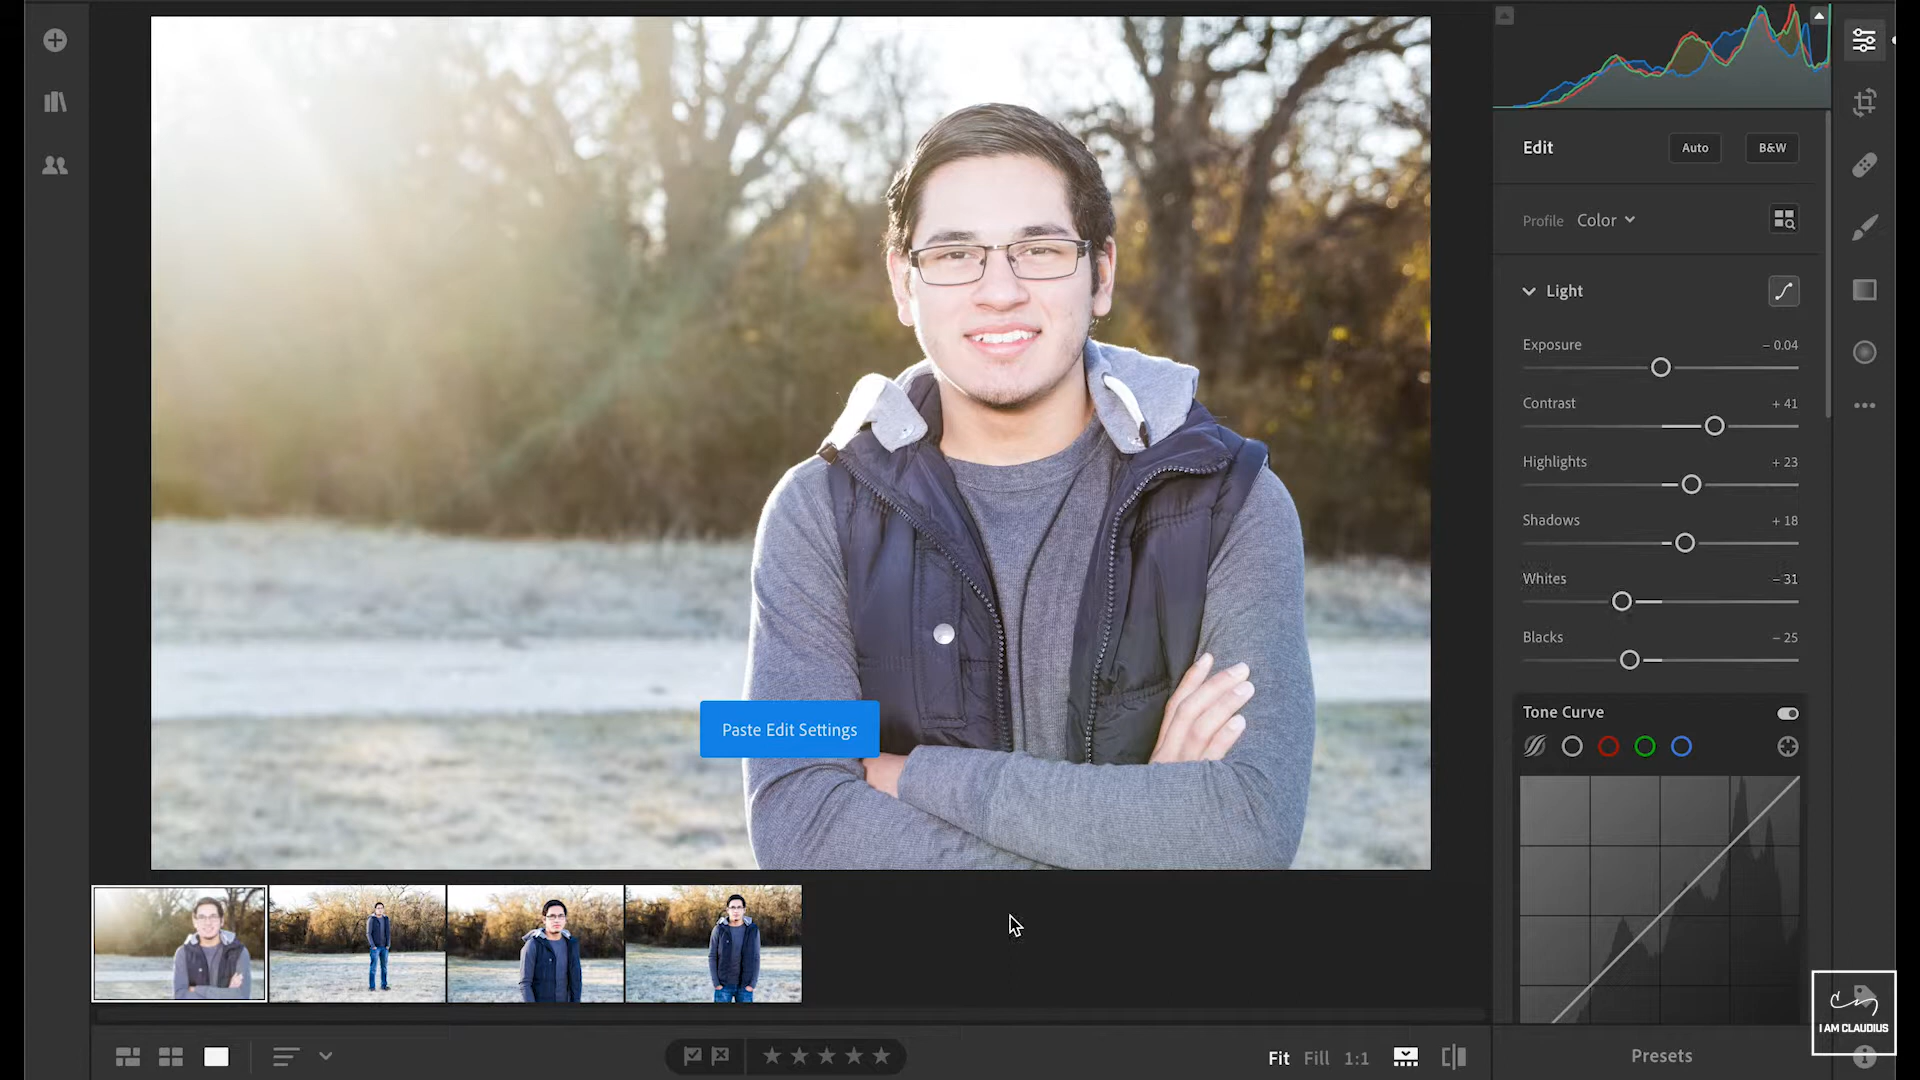 Edit
Auto
B&W
Profile Color
Light
Exposure - 0.04
Contrast + 41
Highlights + 23
Shadows + 18
Whites - 31
Blacks - 25
Tone Curve
Paste Edit Settings
I AM CLAUDIUS
Fit Fill 1:1
Presets